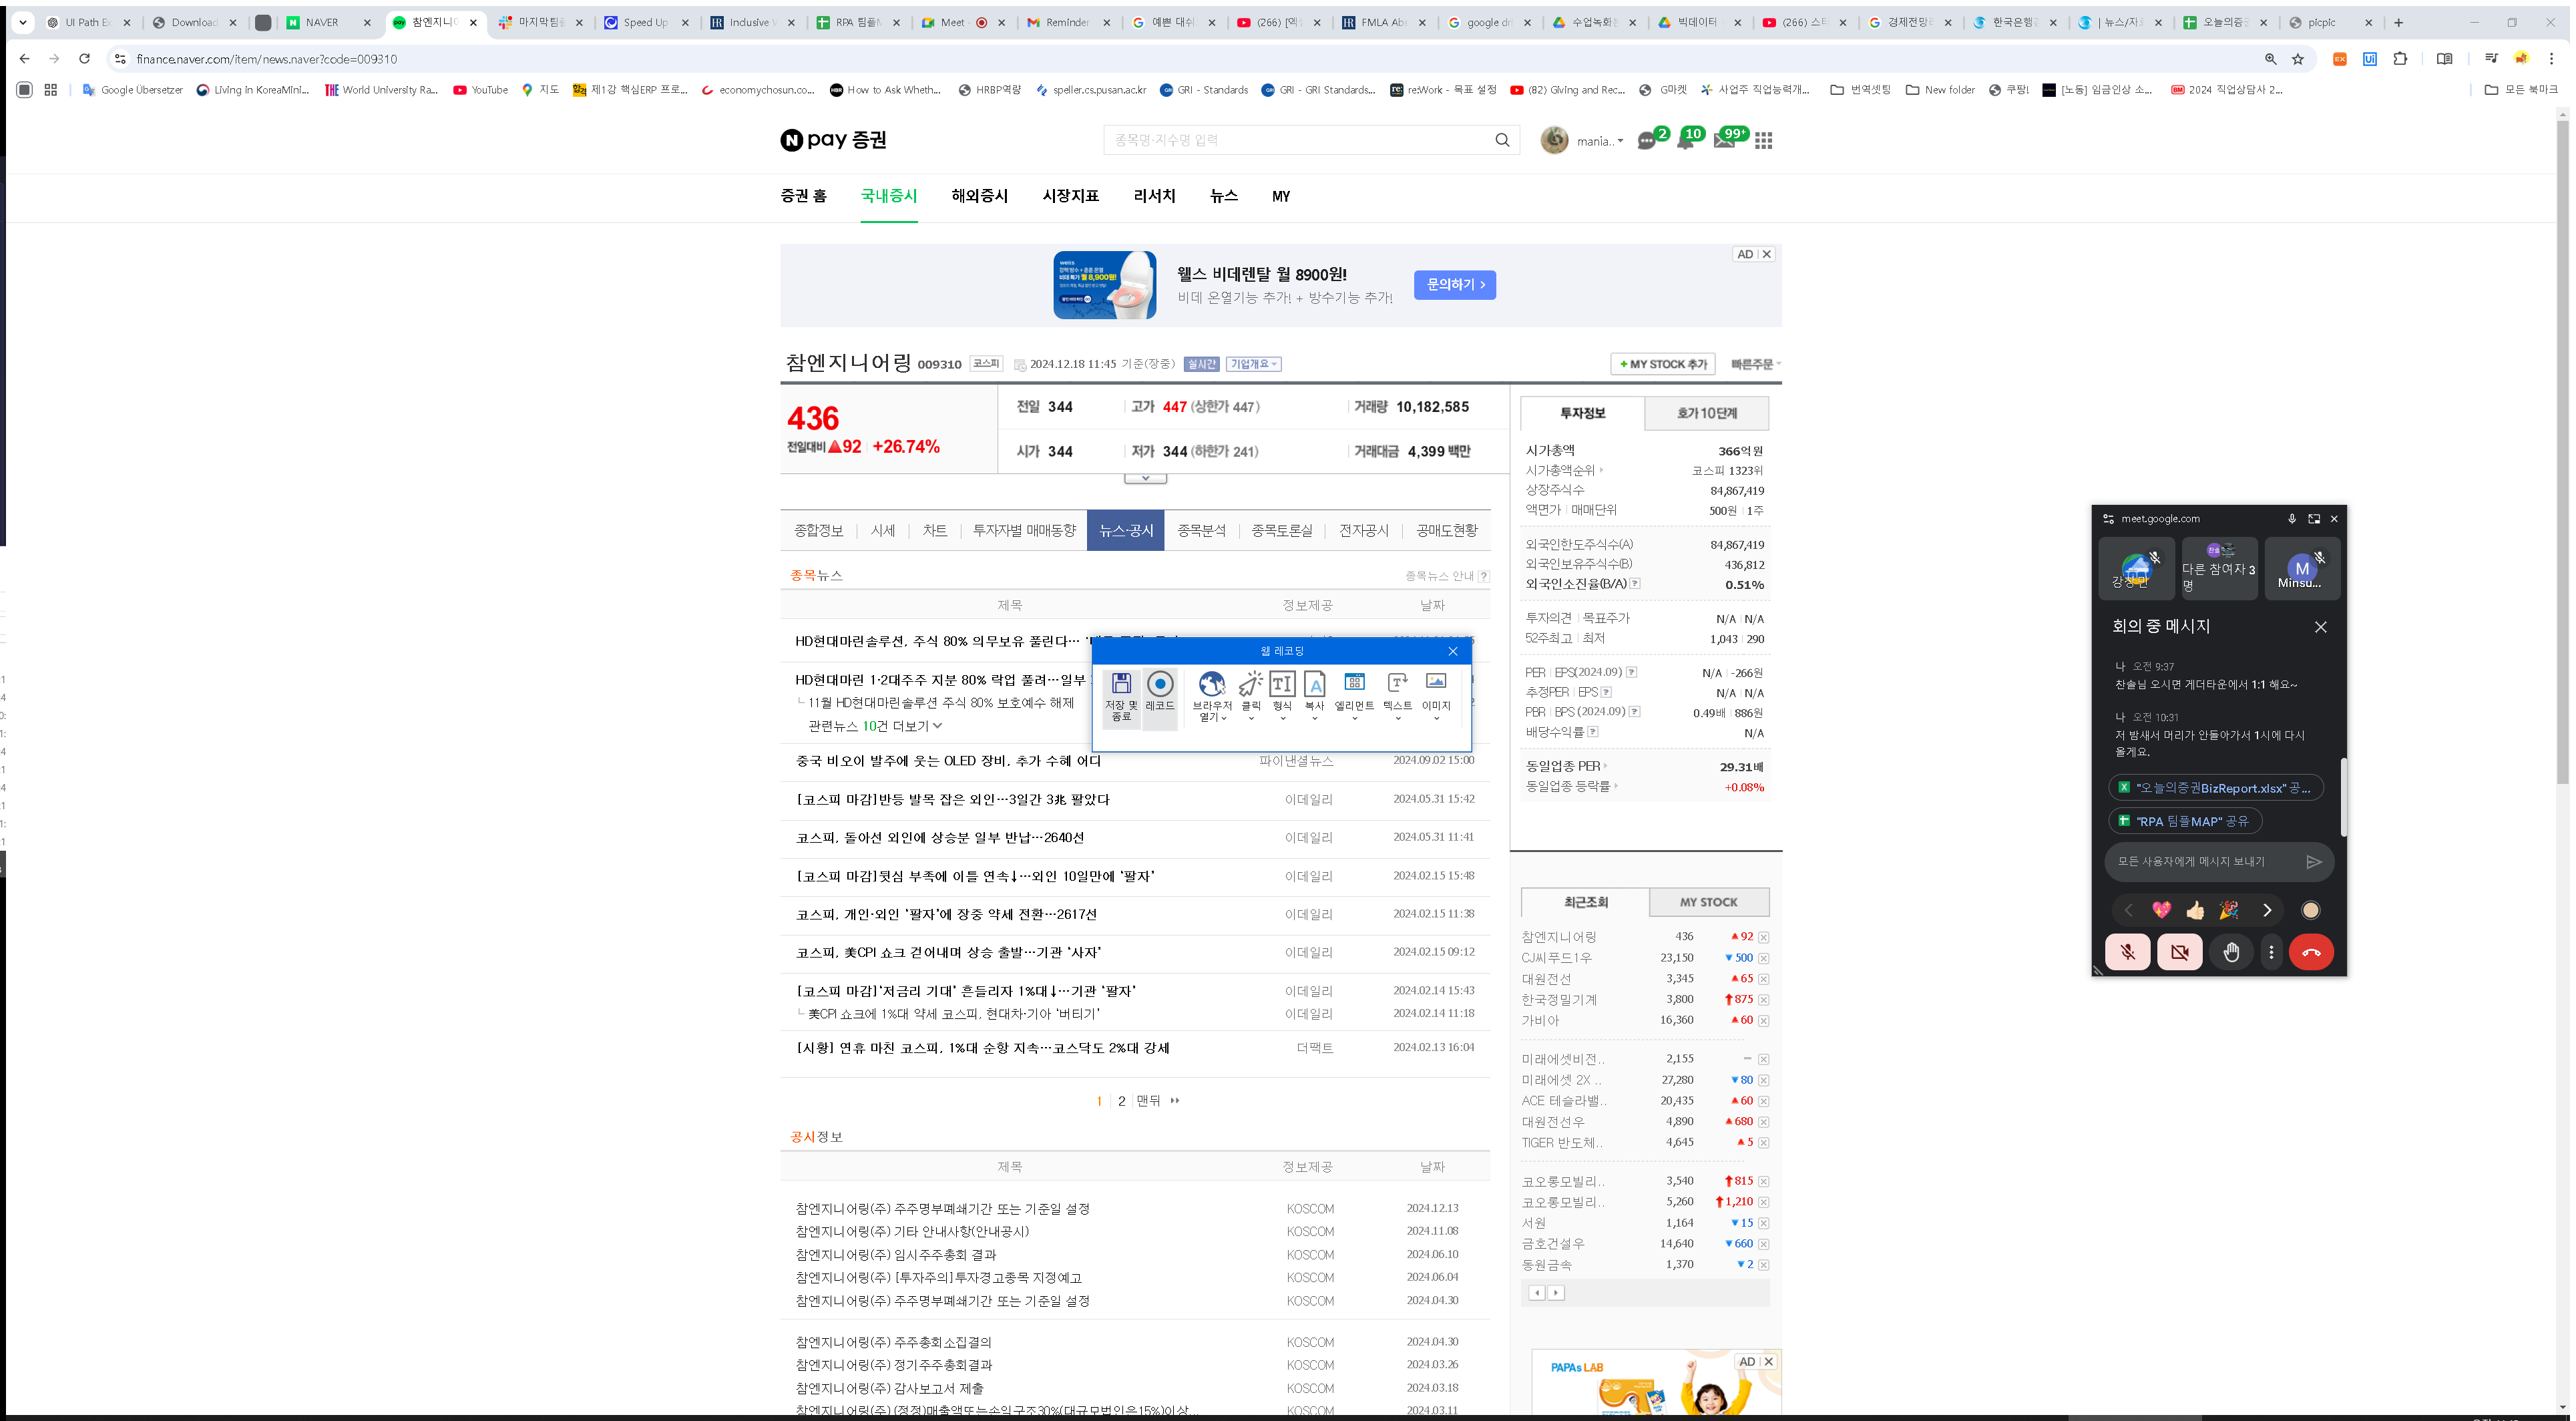 UI Path E
Download
NAVER
참엔지니어
마지막팀플
Speed Up
Inclusive
RPA 팀플
Meet -
Reminder
예쁜 대쉬
(266) [엑
FMLA Ab
google dr
수업녹화
빅데이터
(266) 스
경제전망
한국은행
| 뉴스/자
오늘의증
picpic
finance.naver.com/item/news.naver?code=009310
Google Übersetzer
Living in KoreaMini...
World University Ra...
YouTube
지도
제1강 핵심ERP 프로...
economychosun.co...
How to Ask Wheth...
HRBP역량
speller.cs.pusan.ac.kr
GRI - Standards
GRI - GRI Standards...
re:Work - 목표 설정
(82) Giving and Rec...
G마켓
사업주 직업능력개...
번역셋팅
New folder
쿠팡!
[노동] 임금인상 소...
2024 직업상담사 2...
모든 북마크
N pay 증권
종목명·지수명 입력
mania..
2
10
99+
증권 홈 국내증시 해외증시 시장지표 리서치 뉴스 MY
웰스 비데렌탈 월 8900원!
비데 온열기능 추가! + 방수기능 추가!
문의하기 >
AD
참엔지니어링 009310 코스피 2024.12.18 11:45 기준(장중) 실시간 기업개요
+ MY STOCK 추가 빠른주문
436
전일대비 ▲92 +26.74%
전일 344 고가 447 (상한가 447) 거래량 10,182,585
시가 344 저가 344 (하한가 241) 거래대금 4,399 백만
종합정보 시세 차트 투자자별 매매동향 뉴스·공시 종목분석 종목토론실 전자공시 공매도현황
종목뉴스 종목뉴스 안내 ?
제목 정보제공 날짜
HD현대마린솔루션, 주식 80% 의무보유 풀린다…
HD현대마린 1·2대주주 지분 80% 락업 풀려…일부
└ 11월 HD현대마린솔루션 주식 80% 보호예수 해제
관련뉴스 10건 더보기
중국 비오이 발주에 웃는 OLED 장비, 추가 수혜 어디 파이낸셜뉴스 2024.09.02 15:00
[코스피 마감]반등 발목 잡은 외인…3일간 3兆 팔았다 이데일리 2024.05.31 15:42
코스피, 돌아선 외인에 상승분 일부 반납…2640선 이데일리 2024.05.31 11:41
[코스피 마감]뒷심 부족에 이틀 연속↓…외인 10일만에 ‘팔자’ 이데일리 2024.02.15 15:48
코스피, 개인·외인 ‘팔자’에 장중 약세 전환…2617선 이데일리 2024.02.15 11:38
코스피, 美CPI 쇼크 걷어내며 상승 출발…기관 ‘사자’ 이데일리 2024.02.15 09:12
[코스피 마감]‘저금리 기대’ 흔들리자 1%대↓…기관 ‘팔자’ 이데일리 2024.02.14 15:43
└ 美CPI 쇼크에 1%대 약세 코스피, 현대차·기아 ‘버티기’ 이데일리 2024.02.14 11:18
[시황] 연휴 마친 코스피, 1%대 순항 지속…코스닥도 2%대 강세 더팩트 2024.02.13 16:04
1 2 맨뒤
공시정보
제목 정보제공 날짜
참엔지니어링(주) 주주명부폐쇄기간 또는 기준일 설정 KOSCOM 2024.12.13
참엔지니어링(주) 기타 안내사항(안내공시) KOSCOM 2024.11.08
참엔지니어링(주) 임시주주총회 결과 KOSCOM 2024.06.10
참엔지니어링(주) [투자주의]투자경고종목 지정예고 KOSCOM 2024.06.04
참엔지니어링(주) 주주명부폐쇄기간 또는 기준일 설정 KOSCOM 2024.04.30
참엔지니어링(주) 주주총회소집결의 KOSCOM 2024.04.30
참엔지니어링(주) 정기주주총회결과 KOSCOM 2024.03.26
참엔지니어링(주) 감사보고서 제출 KOSCOM 2024.03.18
참엔지니어링(주) (정정)매출액또는손익구조30%(대규모법인은15%)이상... KOSCOM 2024.03.11
웹 레코딩
저장 및 종료
레코드
브라우저 열기
클릭
형식
복사
엘리먼트
텍스트
이미지
투자정보 호가 10단계
시가총액 366억원
시가총액순위 코스피 1323위
상장주식수 84,867,419
액면가 | 매매단위 500원 | 1주
외국인한도주식수(A) 84,867,419
외국인보유주식수(B) 436,812
외국인소진율(B/A) ? 0.51%
투자의견 | 목표주가 N/A | N/A
52주최고 | 최저 1,043 | 290
PER | EPS(2024.09) ? N/A | -266원
추정PER | EPS ? N/A | N/A
PBR | BPS (2024.09) ? 0.49배 | 886원
배당수익률 ? N/A
동일업종 PER 29.31배
동일업종 등락률 +0.08%
최근조회 MY STOCK
참엔지니어링 436 ▲92
CJ씨푸드1우 23,150 ▼500
대원전선 3,345 ▲65
한국정밀기계 3,800 ↑875
가비아 16,360 ▲60
미래에셋비전.. 2,155 –
미래에셋 2X .. 27,280 ▼80
ACE 테슬라밸.. 20,435 ▲60
대원전선우 4,890 ▲680
TIGER 반도체.. 4,645 ▲5
코오롱모빌리.. 3,540 ↑815
코오롱모빌리.. 5,260 ↑1,210
서원 1,164 ▼15
금호건설우 14,640 ▼660
동원금속 1,370 ▼2
PAPAs LAB
AD
meet.google.com
강창민
다른 참여자 3명
M
Minsu...
회의 중 메시지
나 오전 9:37
찬솔님 오시면 게더타운에서 1:1 해요~
나 오전 10:31
저 밤새서 머리가 안돌아가서 1시에 다시
올게요.
"오늘의증권BizReport.xlsx" 공...
"RPA 팀플MAP" 공유
모든 사용자에게 메시지 보내기